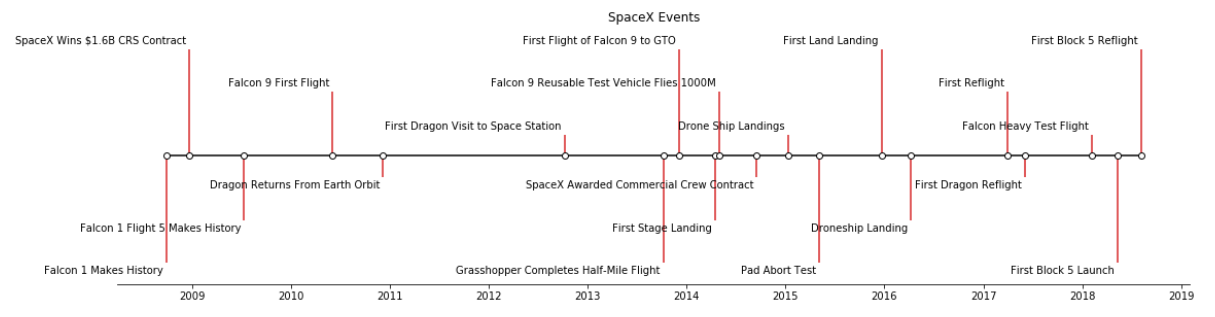 SpaceX Events
SpaceX Wins $1.6B CRS Contract
First Flight of Falcon 9 to GTO
First Land Landing
First Block 5 Reflight
Falcon 9 First Flight
Falcon 9 Reusable Test Vehicle Flies 1000M
First Reflight
First Dragon Visit to Space Station
Drone Ship Landings
Falcon Heavy Test Flight
Dragon Returns From Earth Orbit
SpaceX Awarded Commercial Crew Contract
First Dragon Reflight
Falcon 1 Flight 5 Makes History
First Stage Landing
Droneship Landing
Falcon 1 Makes History
Grasshopper Completes Half-Mile Flight
Pad Abort Test
First Block 5 Launch
2009 2010 2011 2012 2013 2014 2015 2016 2017 2018 2019